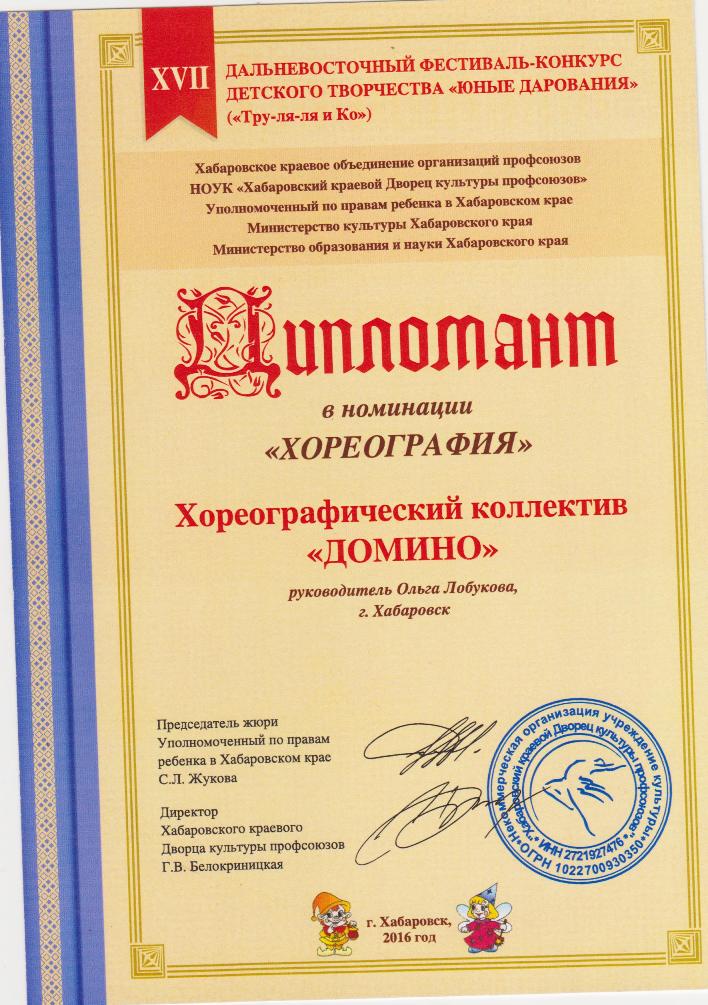 XVII
ДАЛЬНЕВОСТОЧНЫЙ ФЕСТИВАЛЬ-КОНКУРС
ДЕТСКОГО ТВОРЧЕСТВА «ЮНЫЕ ДАРОВАНИЯ»
(«Тру-ля-ля и Ко»)
Хабаровское краевое объединение организаций профсоюзов
НОУК «Хабаровский краевой Дворец культуры профсоюзов»
Уполномоченный по правам ребенка в Хабаровском крае
Министерство культуры Хабаровского края
Министерство образования и науки Хабаровского края
Дипломант
в номинации
«ХОРЕОГРАФИЯ»
Хореографический коллектив
«ДОМИНО»
руководитель Ольга Лобукова,
г. Хабаровск
Председатель жюри
Уполномоченный по правам
ребенка в Хабаровском крае
С.Л. Жукова
Директор
Хабаровского краевого
Дворца культуры профсоюзов
Г.В. Белокриницкая
Некоммерческая организация учреждение культуры
* ОГРН 1022700930350 *
"Хабаровский краевой Дворец культуры профсоюзов"
* ИНН 2721927476 *
г. Хабаровск,
2016 год